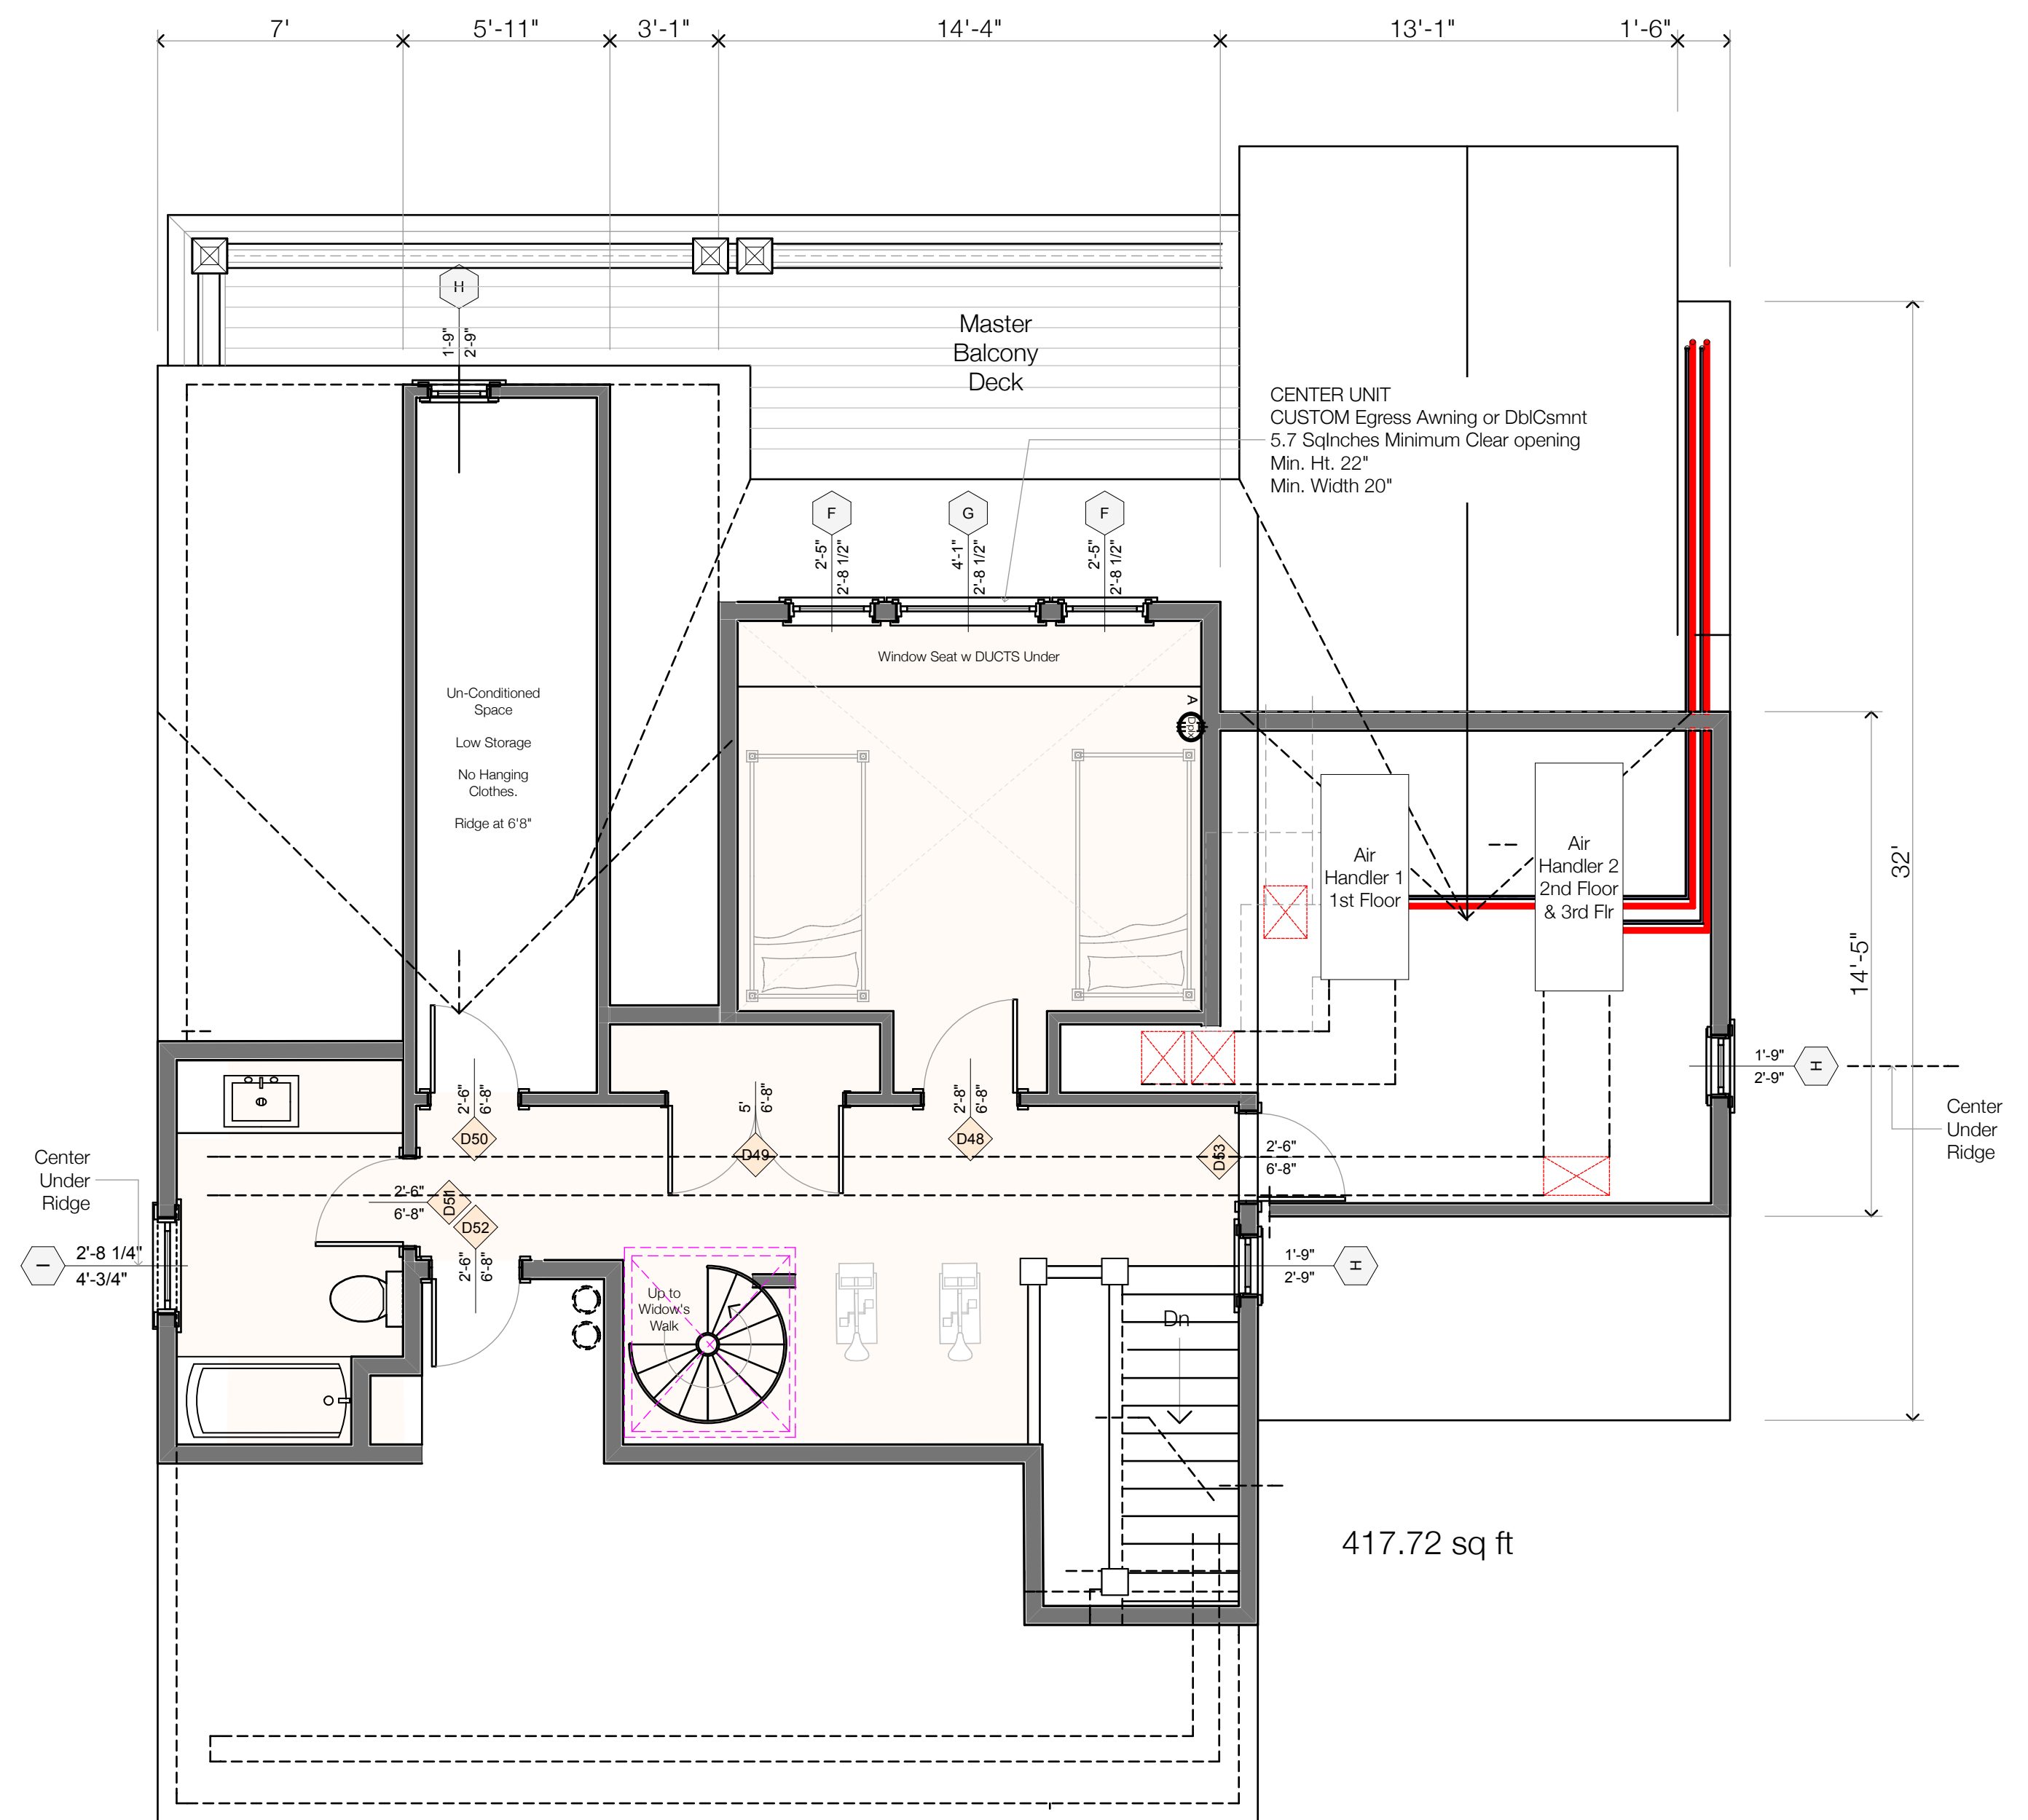 7'
5'-11"
3'-1"
14'-4"
13'-1"
1'-6"
H
1'-9"
2'-9"
Master
Balcony
Deck
CENTER UNIT
CUSTOM Egress Awning or DblCsmnt
5.7 SqInches Minimum Clear opening
Min. Ht. 22"
Min. Width 20"
F
2'-5"
2'-8 1/2"
G
4'-1"
2'-8 1/2"
F
2'-5"
2'-8 1/2"
Window Seat w DUCTS Under
Un-Conditioned
Space
Low Storage
No Hanging
Clothes.
Ridge at 6'8"
A
Dplx
Air
Handler 1
1st Floor
Air
Handler 2
2nd Floor
& 3rd Flr
32'
14'-5"
1'-9"
2'-9"
H
Center
Under
Ridge
2'-6"
6'-8"
D50
5'
6'-8"
D49
2'-8"
6'-8"
D48
D53
2'-6"
6'-8"
Center
Under
Ridge
2'-6"
6'-8"
D51
D52
2'-6"
6'-8"
I
2'-8 1/4"
4'-3/4"
1'-9"
2'-9"
H
Up to
Widow's
Walk
Dn
417.72 sq ft